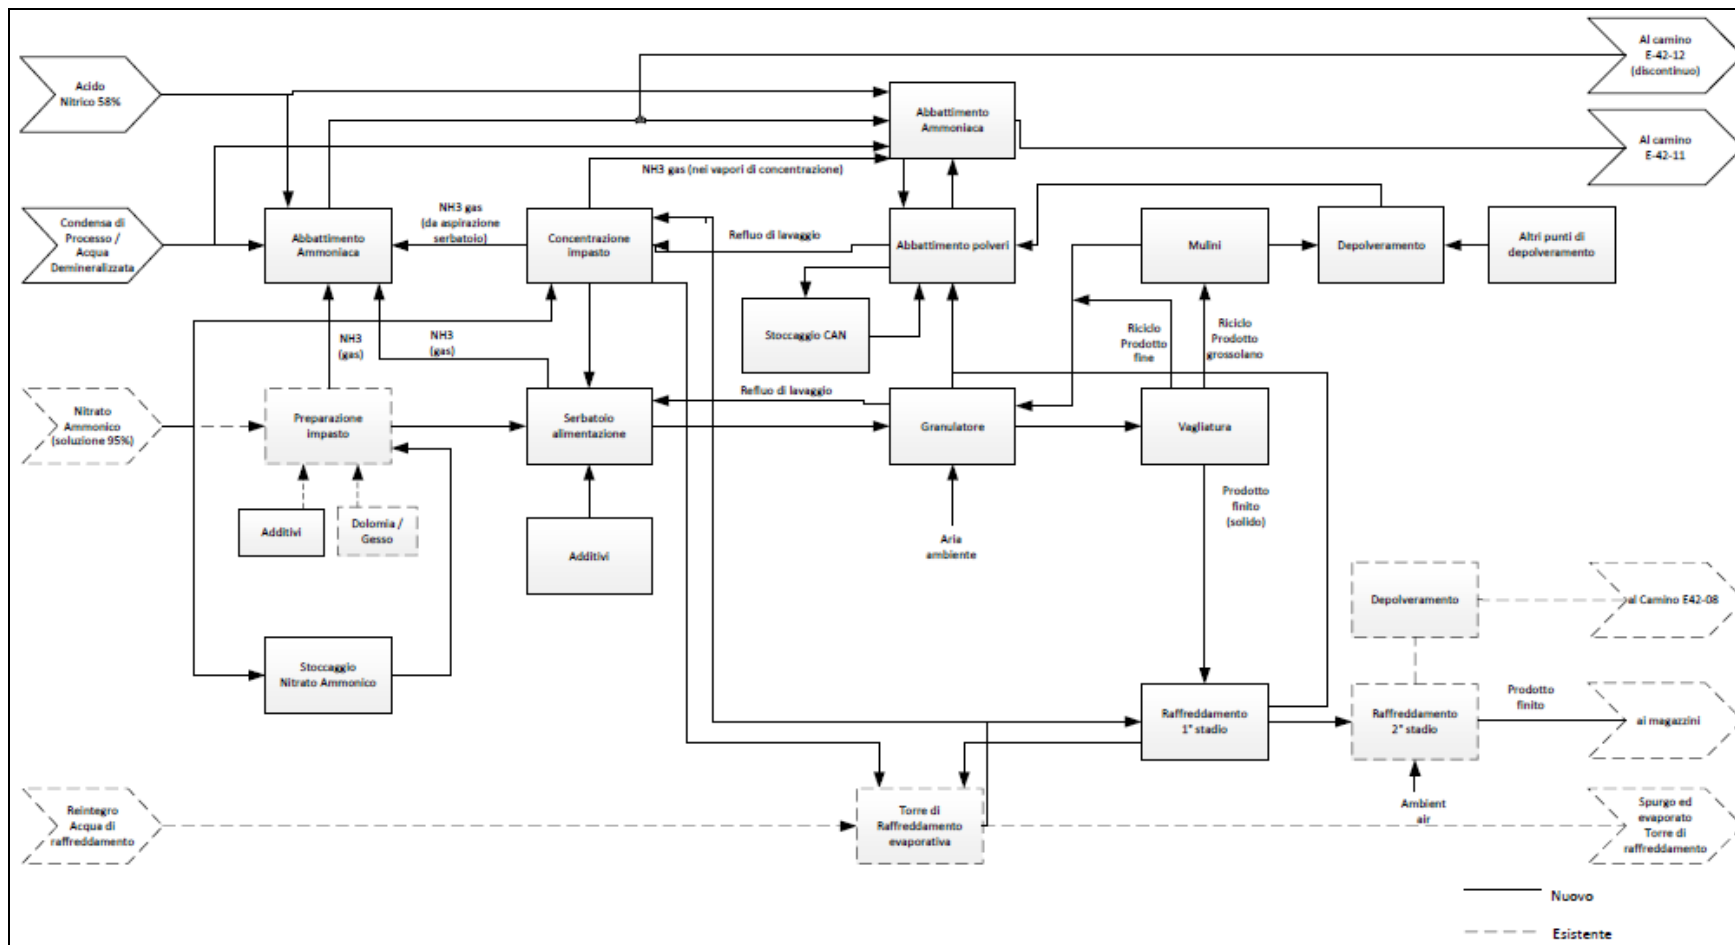 Al camino
E-42-12
(discontinuo)
Acido
Nitrico 58%
Abbattimento
Ammoniaca
Al camino
E-42-11
NH3 gas (nei vapori di concentrazione)
Condensa di
Processo /
Acqua
Demineralizzata
Abbattimento
Ammoniaca
NH3 gas
(da aspirazione
serbatoio)
Concentrazione
impasto
Refluo di lavaggio
Abbattimento polveri
Mulini
Depolveramento
Altri punti di
depolveramento
Stoccaggio CAN
NH3
(gas)
NH3
(gas)
Riciclo
Prodotto
fine
Riciclo
Prodotto
grossolano
Nitrato
Ammonico
(soluzione 95%)
Preparazione
impasto
Serbatoio
alimentazione
Refluo di lavaggio
Granulatore
Vagliatura
Additivi
Dolomia /
Gesso
Additivi
Aria
ambiente
Prodotto
finito
(solido)
Depolveramento
al Camino E42-08
Stoccaggio
Nitrato Ammonico
Raffreddamento
1° stadio
Raffreddamento
2° stadio
Prodotto
finito
ai magazzini
Reintegro
Acqua di
raffreddamento
Torre di
Raffreddamento
evaporativa
Ambient
air
Spurgo ed
evaporato
Torre di
raffreddamento
Nuovo
Esistente